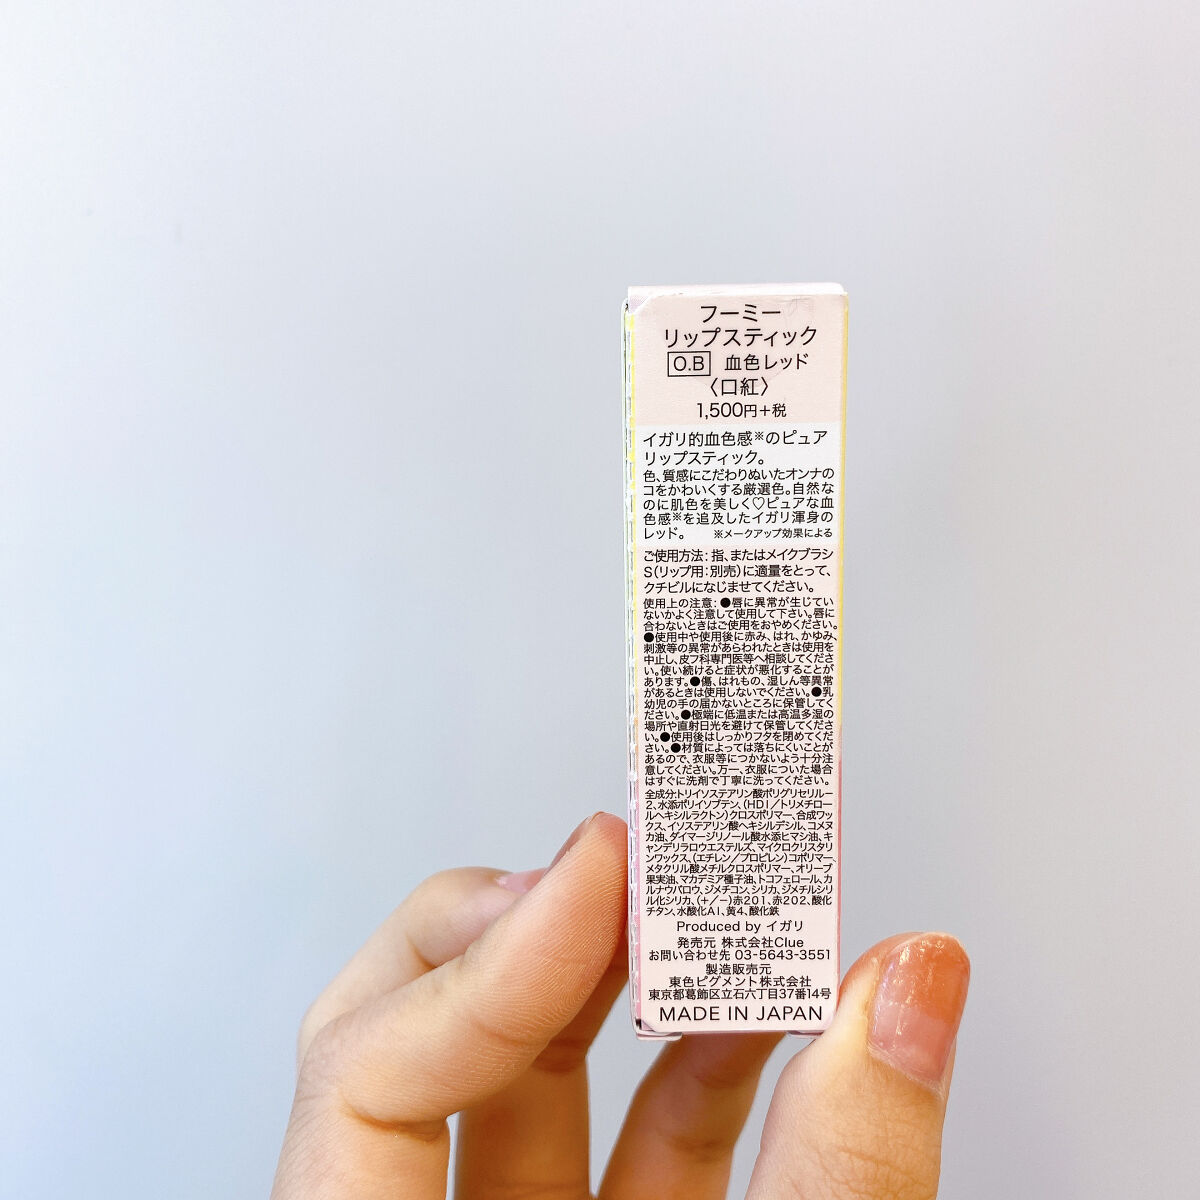 フーミー
リップスティック
O.B 血色レッド
〈口紅〉
1,500円+税
イガリ的血色感※のピュア
リップスティック。
色、質感にこだわりぬいたオンナの
コをかわいくする厳選色。自然な
のに肌色を美しく♡ピュアな血
色感※を追及したイガリ渾身の
レッド。 ※メークアップ効果による
ご使用方法:指、またはメイクブラシ
S(リップ用:別売)に適量をとって、
クチビルになじませてください。
使用上の注意:●唇に異常が生じてい
ないかよく注意して使用して下さい。唇に
合わないときはご使用をおやめください。
●使用中や使用後に赤み、はれ、かゆみ、
刺激等の異常があらわれたときは使用を
中止し、皮フ科専門医等へ相談してくださ
い。使い続けると症状が悪化することが
あります。●傷、はれもの、湿しん等異常
があるときは使用しないでください。●乳
幼児の手の届かないところに保管してく
ださい。●極端に低温または高温多湿の
場所や直射日光を避けて保管してくださ
い。●使用後はしっかりフタを閉めてくだ
さい。●材質によっては落ちにくいことが
あるので、衣服等につかないよう十分注
意してください。万一、衣服についた場合
はすぐに洗剤で丁寧に洗ってください。
全成分:トリイソステアリン酸ポリグリセリル-
2、水添ポリイソブテン、(HDI/トリメチロー
ルヘキシルラクトン)クロスポリマー、合成ワッ
クス、イソステアリン酸ヘキシルデシル、コメヌ
カ油、ダイマージリノール酸水添ヒマシ油、キ
ャンデリラロウエステルズ、マイクロクリスタリ
ンワックス、(エチレン/プロピレン)コポリマー、
メタクリル酸メチルクロスポリマー、オリーブ
果実油、マカデミア種子油、トコフェロール、カ
ルナウバロウ、ジメチコン、シリカ、ジメチルシリ
ル化シリカ、(+/-)赤201、赤202、酸化
チタン、水酸化Al、黄4、酸化鉄
Produced by イガリ
発売元 株式会社Clue
お問い合わせ先 03-5643-3551
製造販売元
東色ピグメント株式会社
東京都葛飾区立石六丁目37番14号
MADE IN JAPAN